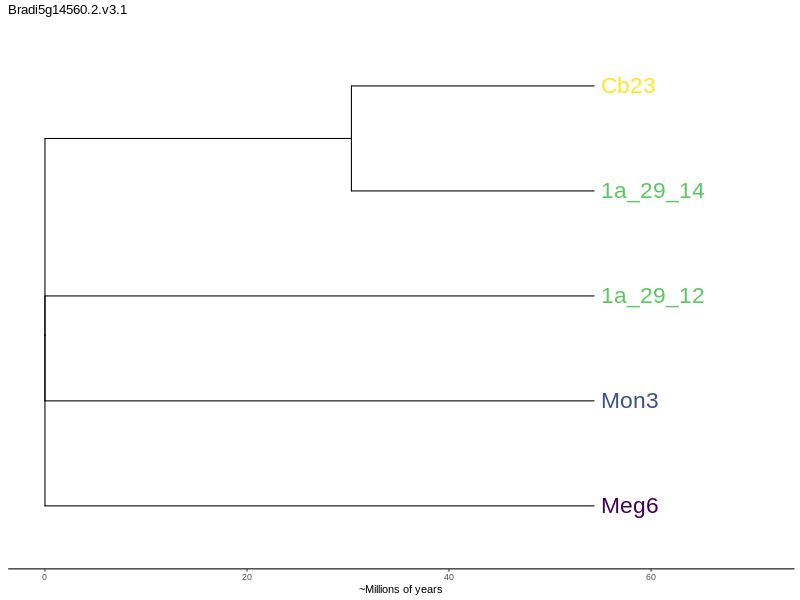 Bradi5g14560.2.v3.1
Cb23
1a_29_14
1a_29_12
Mon3
Meg6
0 20 40 60
~Millions of years